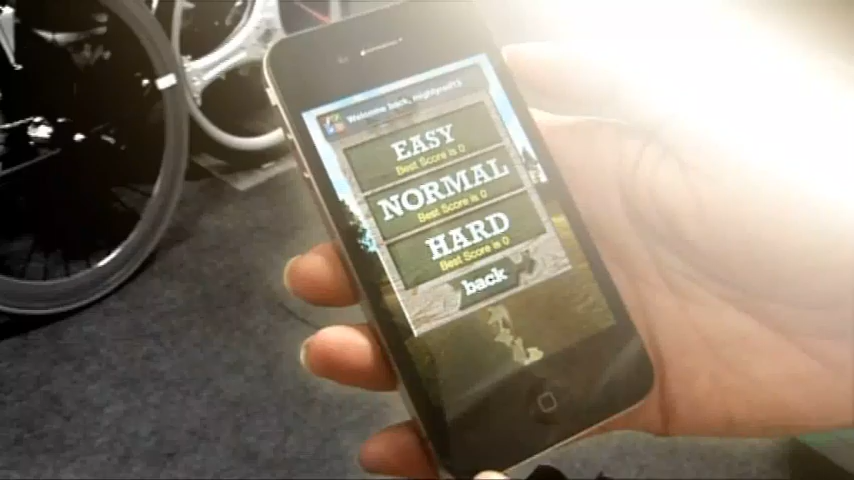 Welcome back,
EASY
Best Score is 0
NORMAL
Best Score is 0
HARD
Best Score is 0
back